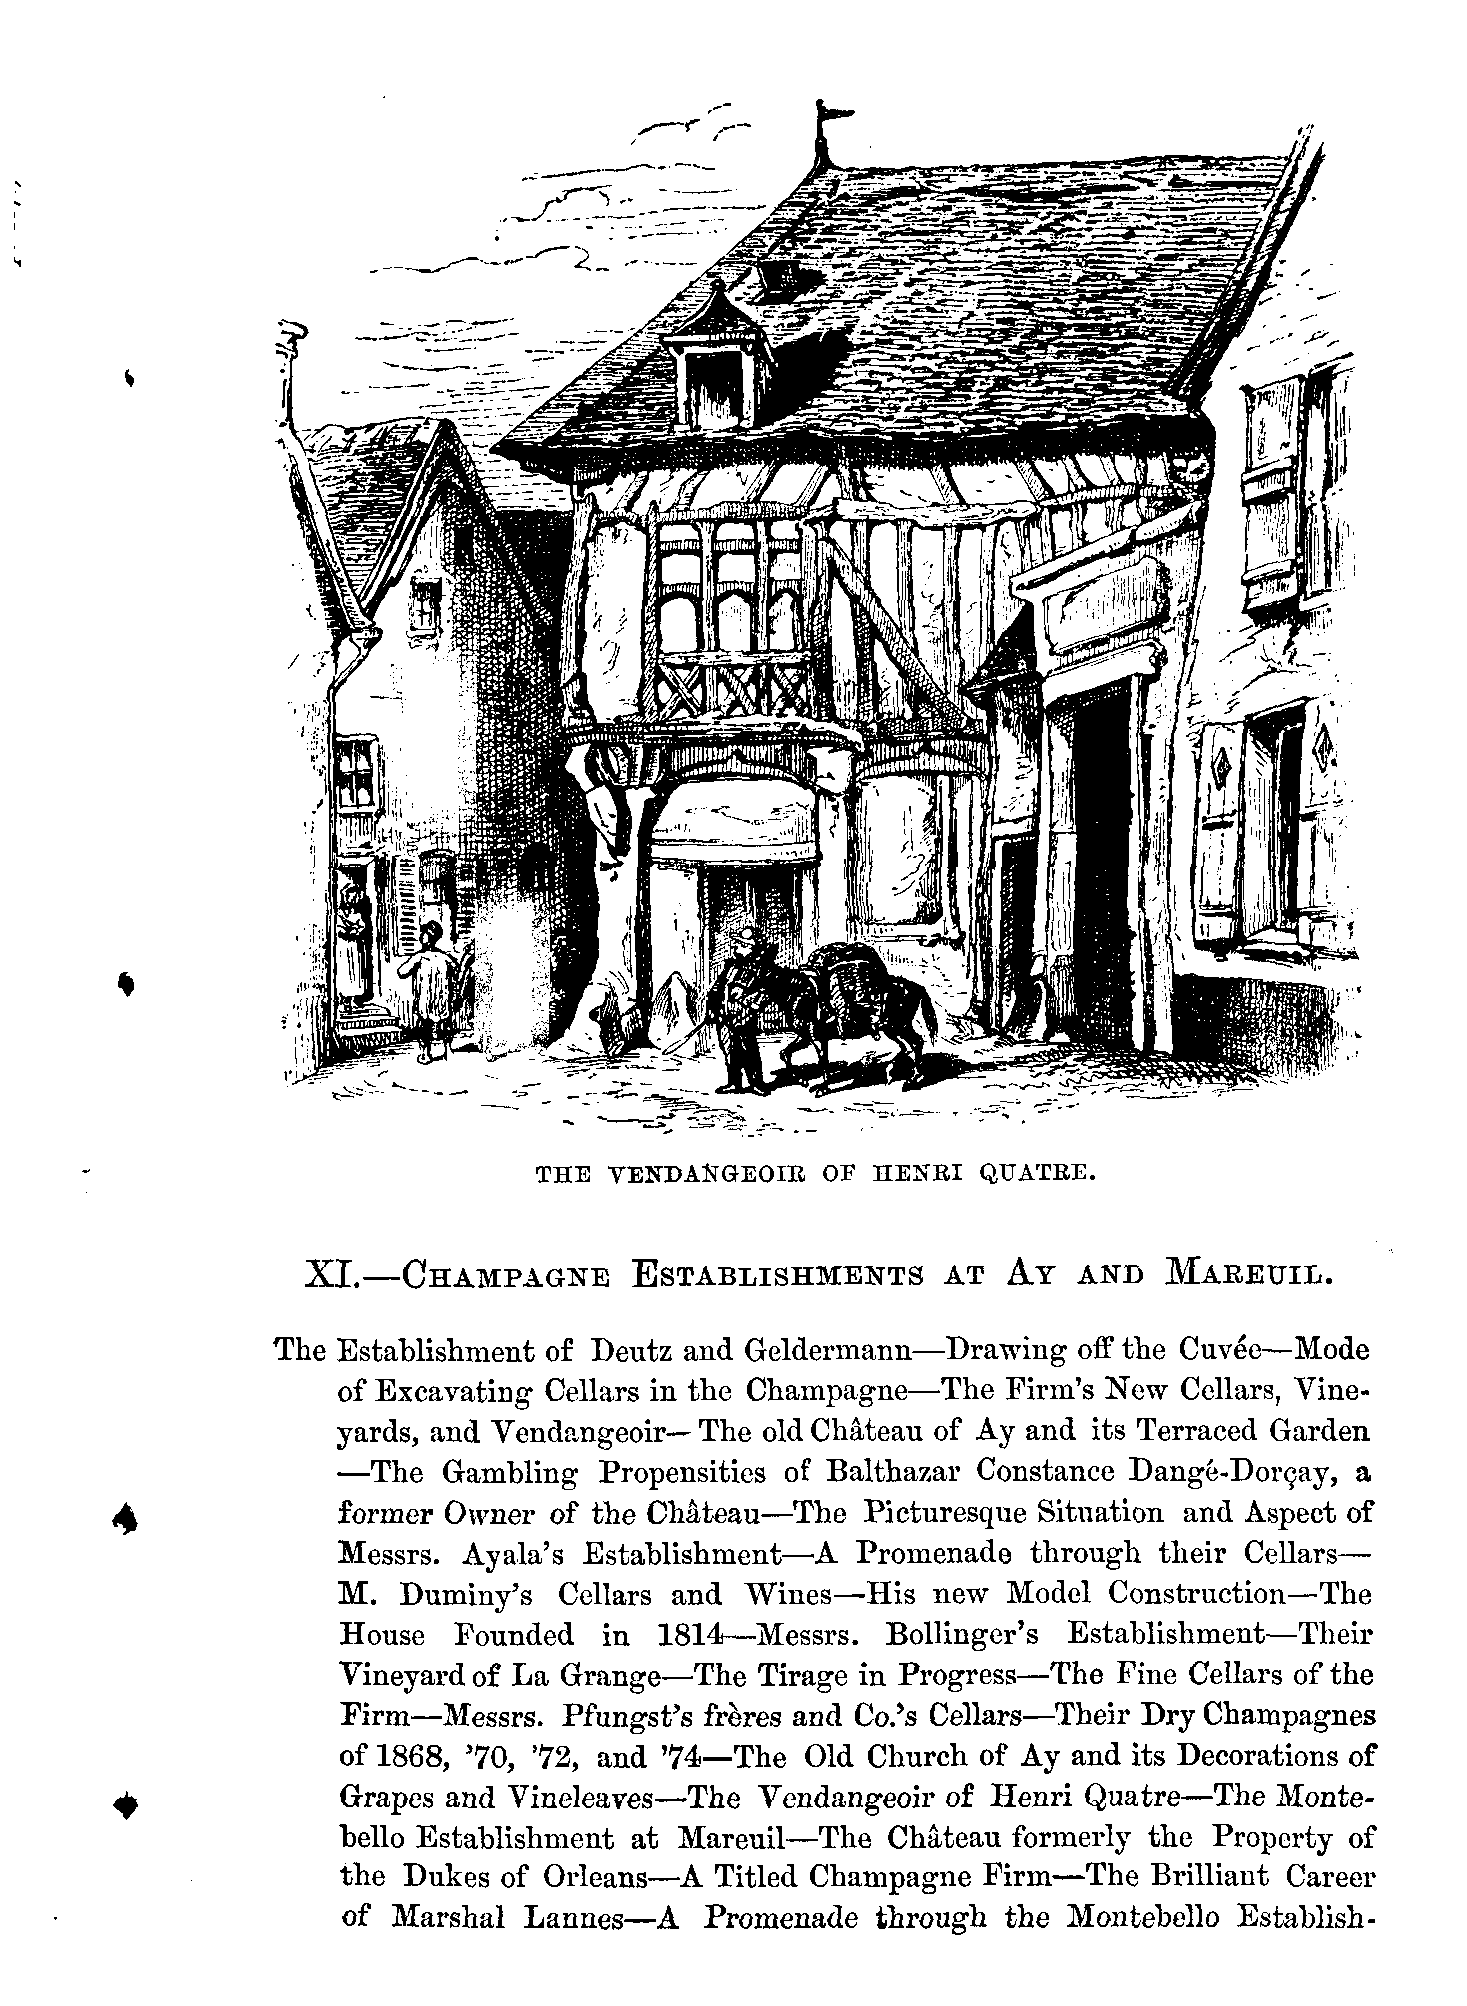 THE VENDANGEOIR OF HENRI QUATRE.
XI.—CHAMPAGNE ESTABLISHMENTS AT AY AND MAREUIL.
The Establishment of Deutz and Geldermann—Drawing off the Cuvée—Mode
of Excavating Cellars in the Champagne—The Firm's New Cellars, Vine-
yards, and Vendangeoir—The old Château of Ay and its Terraced Garden
—The Gambling Propensities of Balthazar Constance Dangé-Dorçay, a
former Owner of the Château—The Picturesque Situation and Aspect of
Messrs. Ayala's Establishment—A Promenade through their Cellars—
M. Duminy's Cellars and Wines—His new Model Construction—The
House Founded in 1814—Messrs. Bollinger's Establishment—Their
Vineyard of La Grange—The Tirage in Progress—The Fine Cellars of the
Firm—Messrs. Pfungst's frères and Co.'s Cellars—Their Dry Champagnes
of 1868, '70, '72, and '74—The Old Church of Ay and its Decorations of
Grapes and Vineleaves—The Vendangeoir of Henri Quatre—The Monte-
bello Establishment at Mareuil—The Château formerly the Property of
the Dukes of Orleans—A Titled Champagne Firm—The Brilliant Career
of Marshal Lannes—A Promenade through the Montebello Establish-